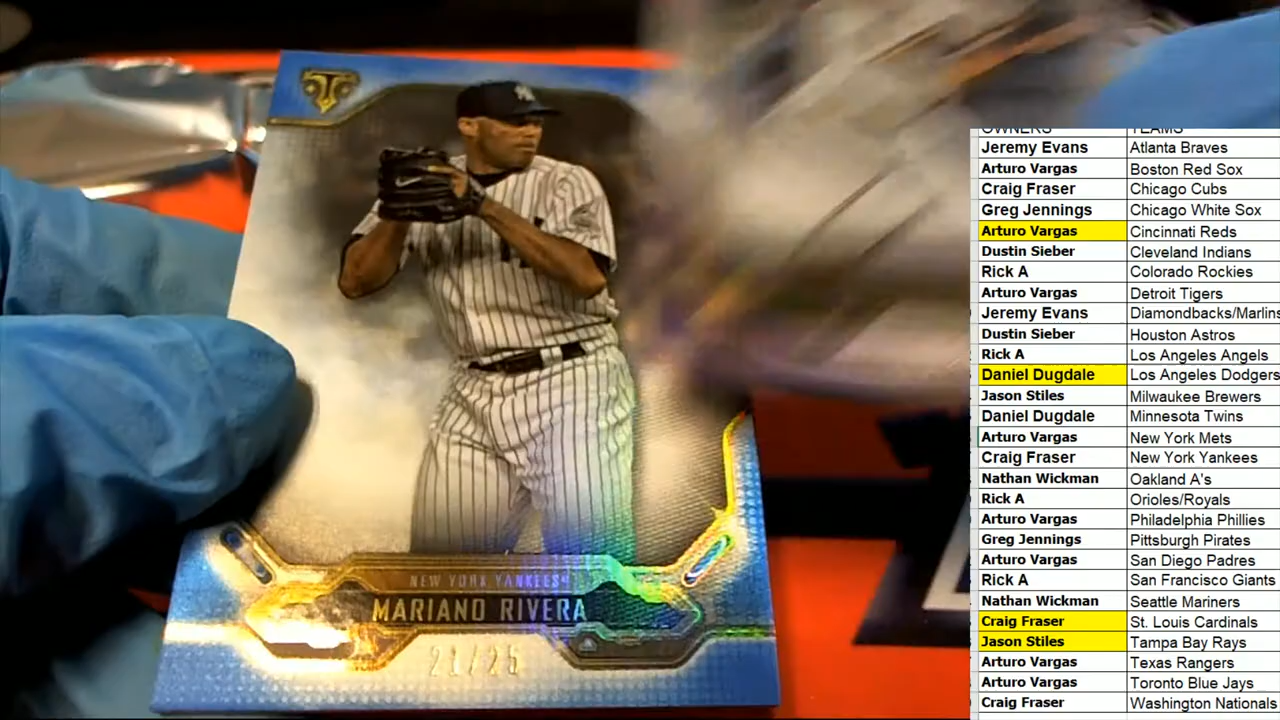 NEW YORK YANKEES
MARIANO RIVERA
21/25
OWNERS TEAMS
Jeremy Evans Atlanta Braves
Arturo Vargas Boston Red Sox
Craig Fraser Chicago Cubs
Greg Jennings Chicago White Sox
Arturo Vargas Cincinnati Reds
Dustin Sieber Cleveland Indians
Rick A Colorado Rockies
Arturo Vargas Detroit Tigers
Jeremy Evans Diamondbacks/Marlins
Dustin Sieber Houston Astros
Rick A Los Angeles Angels
Daniel Dugdale Los Angeles Dodgers
Jason Stiles Milwaukee Brewers
Daniel Dugdale Minnesota Twins
Arturo Vargas New York Mets
Craig Fraser New York Yankees
Nathan Wickman Oakland A's
Rick A Orioles/Royals
Arturo Vargas Philadelphia Phillies
Greg Jennings Pittsburgh Pirates
Arturo Vargas San Diego Padres
Rick A San Francisco Giants
Nathan Wickman Seattle Mariners
Craig Fraser St. Louis Cardinals
Jason Stiles Tampa Bay Rays
Arturo Vargas Texas Rangers
Arturo Vargas Toronto Blue Jays
Craig Fraser Washington Nationals